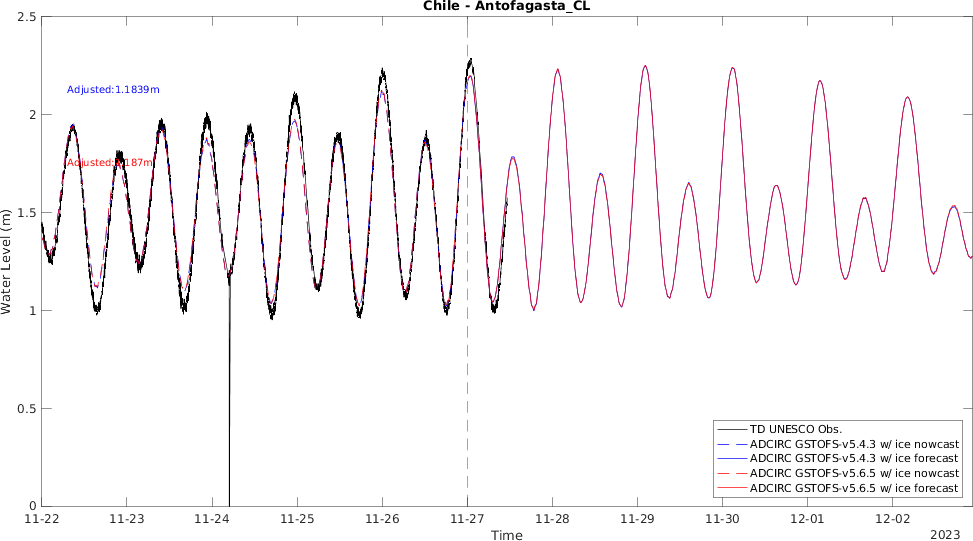 Chile - Antofagasta_CL
2.5
2
1.5
1
0.5
0
Water Level (m)
Adjusted:1.1839m
Adjusted:1.187m
TD UNESCO Obs.
ADCIRC GSTOFS-v5.4.3 w/ ice nowcast
ADCIRC GSTOFS-v5.4.3 w/ ice forecast
ADCIRC GSTOFS-v5.6.5 w/ ice nowcast
ADCIRC GSTOFS-v5.6.5 w/ ice forecast
11-22 11-23 11-24 11-25 11-26 11-27 11-28 11-29 11-30 12-01 12-02
Time
2023